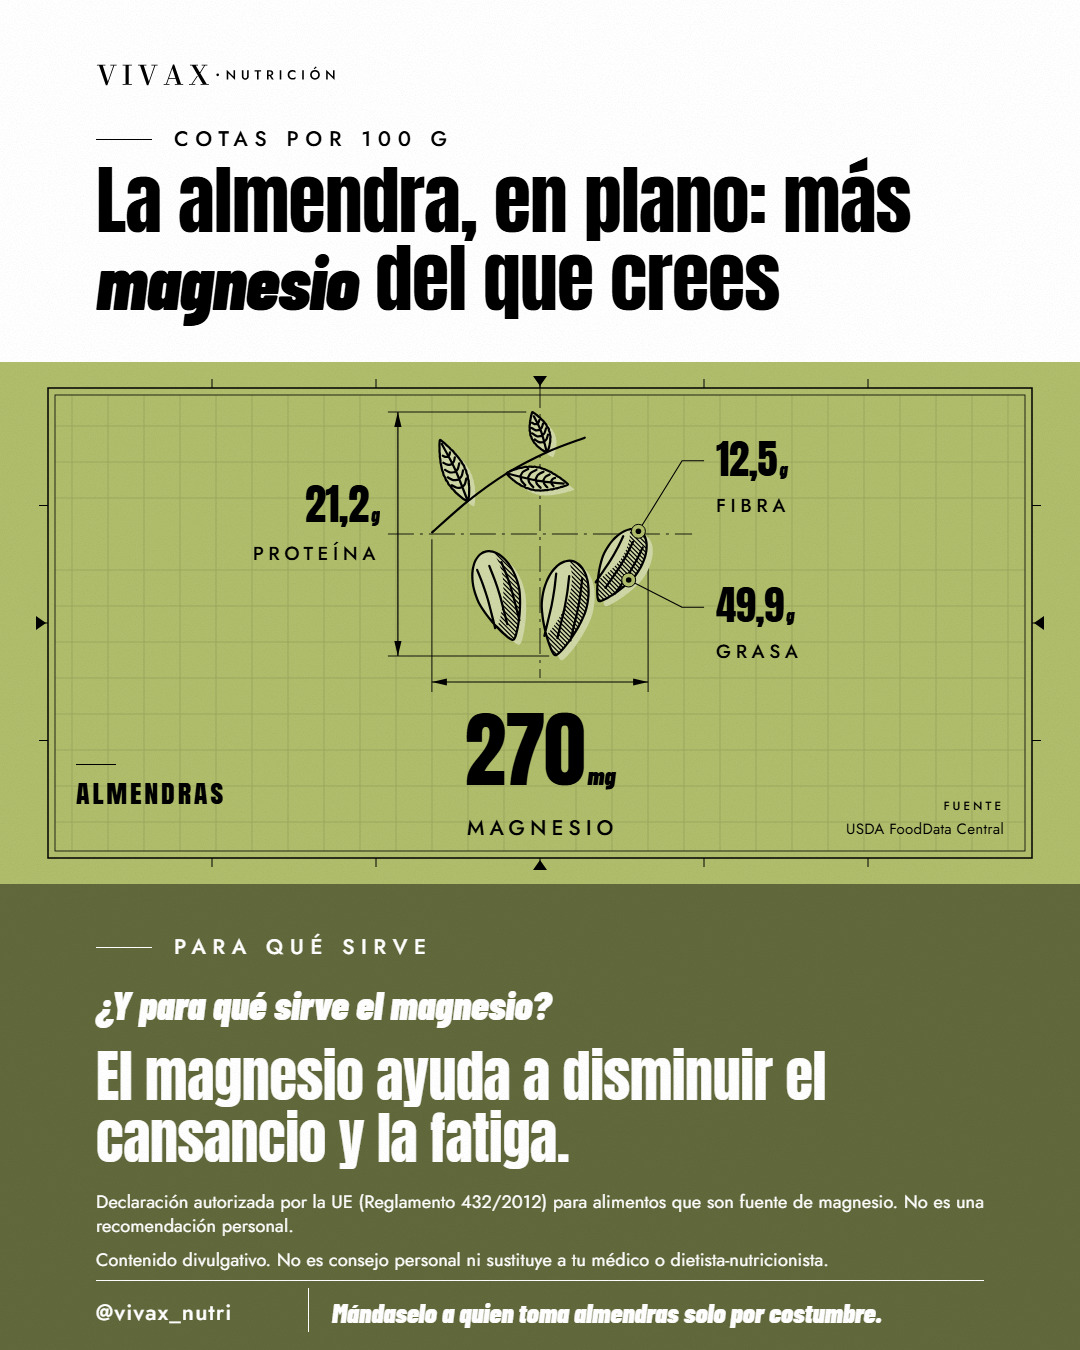 VIVAX · NUTRICIÓN
COTAS POR 100 G
La almendra, en plano: más
magnesio del que crees
21,2g
PROTEÍNA
12,5g
FIBRA
49,9g
GRASA
270 mg
MAGNESIO
ALMENDRAS
FUENTE
USDA FoodData Central
PARA QUÉ SIRVE
¿Y para qué sirve el magnesio?
El magnesio ayuda a disminuir el
cansancio y la fatiga.
Declaración autorizada por la UE (Reglamento 432/2012) para alimentos que son fuente de magnesio. No es una
recomendación personal.
Contenido divulgativo. No es consejo personal ni sustituye a tu médico o dietista-nutricionista.
@vivax_nutri
Mándaselo a quien toma almendras solo por costumbre.